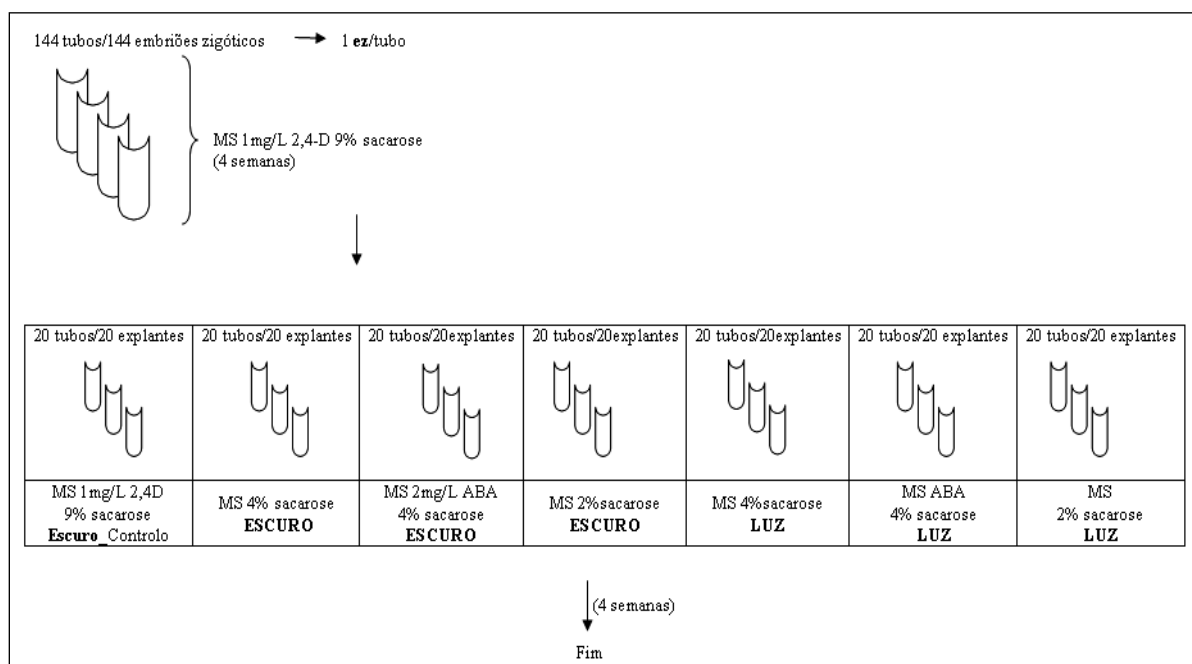 144 tubos/144 embriões zigóticos → 1 ez/tubo
MS 1mg/L 2,4-D 9% sacarose
(4 semanas)
20 tubos/20 explantes
20 tubos/20 explantes
20 tubos/20explantes
20 tubos/20explantes
20 tubos/20 explantes
20 tubos/20 explantes
20 tubos/20 explantes
MS 1mg/L 2,4D
9% sacarose
Escuro_Controlo
MS 4% sacarose
ESCURO
MS 2mg/L ABA
4% sacarose
ESCURO
MS 2%sacarose
ESCURO
MS 4%sacarose
LUZ
MS ABA
4% sacarose
LUZ
MS
2% sacarose
LUZ
(4 semanas)
Fim